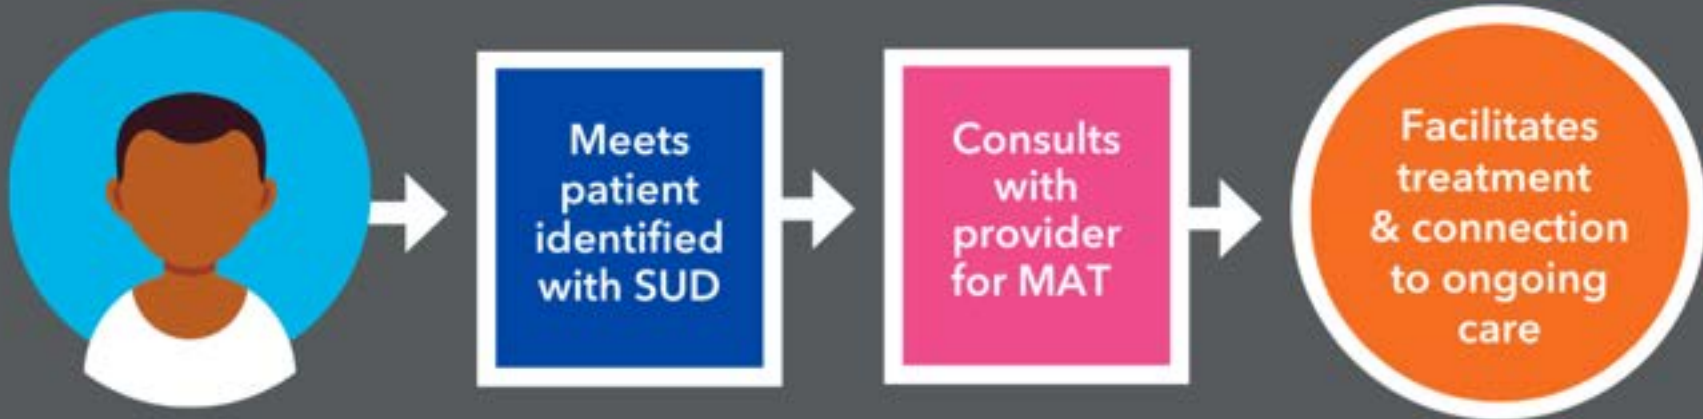 Meets
patient
identified
with SUD
Consults
with
provider
for MAT
Facilitates
treatment
& connection
to ongoing
care